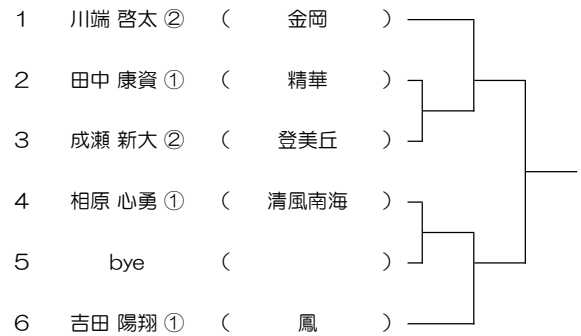 1 川端 啓太 ② ( 金岡 )
2 田中 康資 ① ( 精華 )
3 成瀬 新大 ② ( 登美丘 )
4 相原 心勇 ① ( 清風南海 )
5 bye ( )
6 吉田 陽翔 ① ( 鳳 )